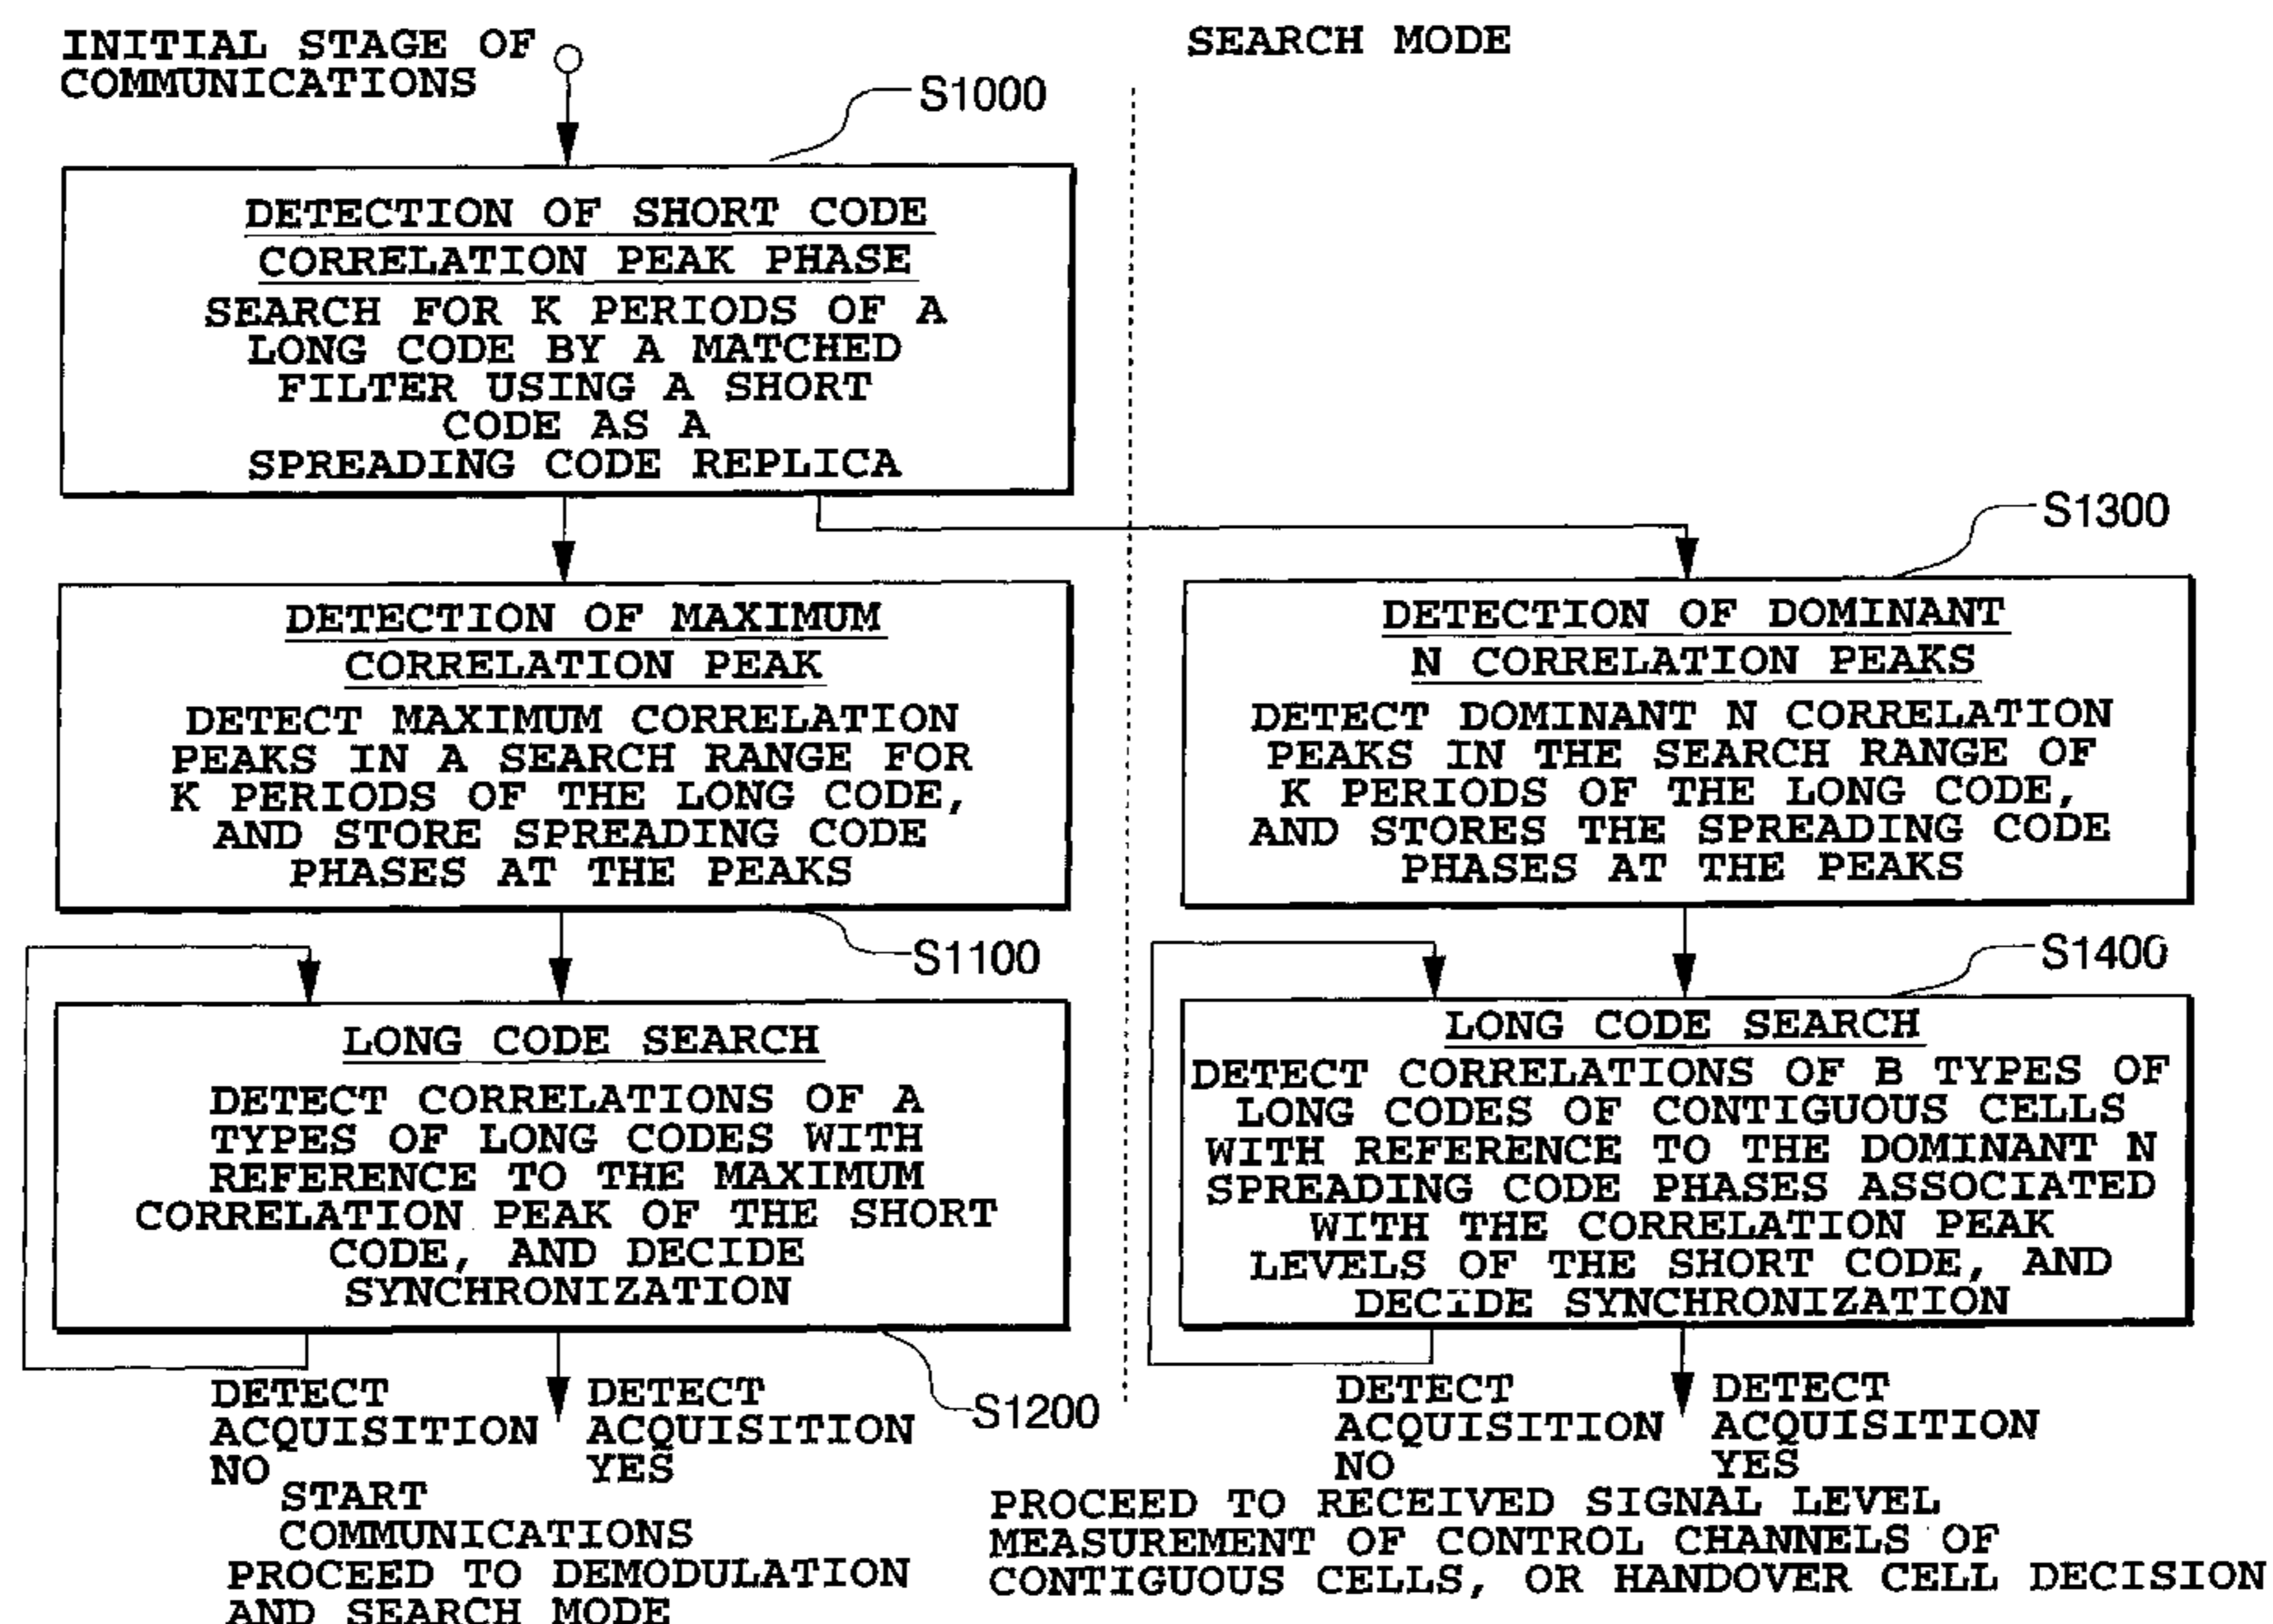 INITIAL STAGE OF
COMMUNICATIONS
SEARCH MODE
S1000
DETECTION OF SHORT CODE
CORRELATION PEAK PHASE
SEARCH FOR K PERIODS OF A
LONG CODE BY A MATCHED
FILTER USING A SHORT
CODE AS A
SPREADING CODE REPLICA
S1300
DETECTION OF MAXIMUM
CORRELATION PEAK
DETECT MAXIMUM CORRELATION
PEAKS IN A SEARCH RANGE FOR
K PERIODS OF THE LONG CODE,
AND STORE SPREADING CODE
PHASES AT THE PEAKS
S1100
DETECTION OF DOMINANT
N CORRELATION PEAKS
DETECT DOMINANT N CORRELATION
PEAKS IN THE SEARCH RANGE OF
K PERIODS OF THE LONG CODE,
AND STORES THE SPREADING CODE
PHASES AT THE PEAKS
S1400
LONG CODE SEARCH
DETECT CORRELATIONS OF A
TYPES OF LONG CODES WITH
REFERENCE TO THE MAXIMUM
CORRELATION PEAK OF THE SHORT
CODE, AND DECIDE
SYNCHRONIZATION
S1200
LONG CODE SEARCH
DETECT CORRELATIONS OF B TYPES OF
LONG CODES OF CONTIGUOUS CELLS
WITH REFERENCE TO THE DOMINANT N
SPREADING CODE PHASES ASSOCIATED
WITH THE CORRELATION PEAK
LEVELS OF THE SHORT CODE, AND
DECIDE SYNCHRONIZATION
DETECT
ACQUISITION
NO
DETECT
ACQUISITION
YES
START
COMMUNICATIONS
PROCEED TO DEMODULATION
AND SEARCH MODE
DETECT
ACQUISITION
NO
DETECT
ACQUISITION
YES
PROCEED TO RECEIVED SIGNAL LEVEL
MEASUREMENT OF CONTROL CHANNELS OF
CONTIGUOUS CELLS, OR HANDOVER CELL DECISION